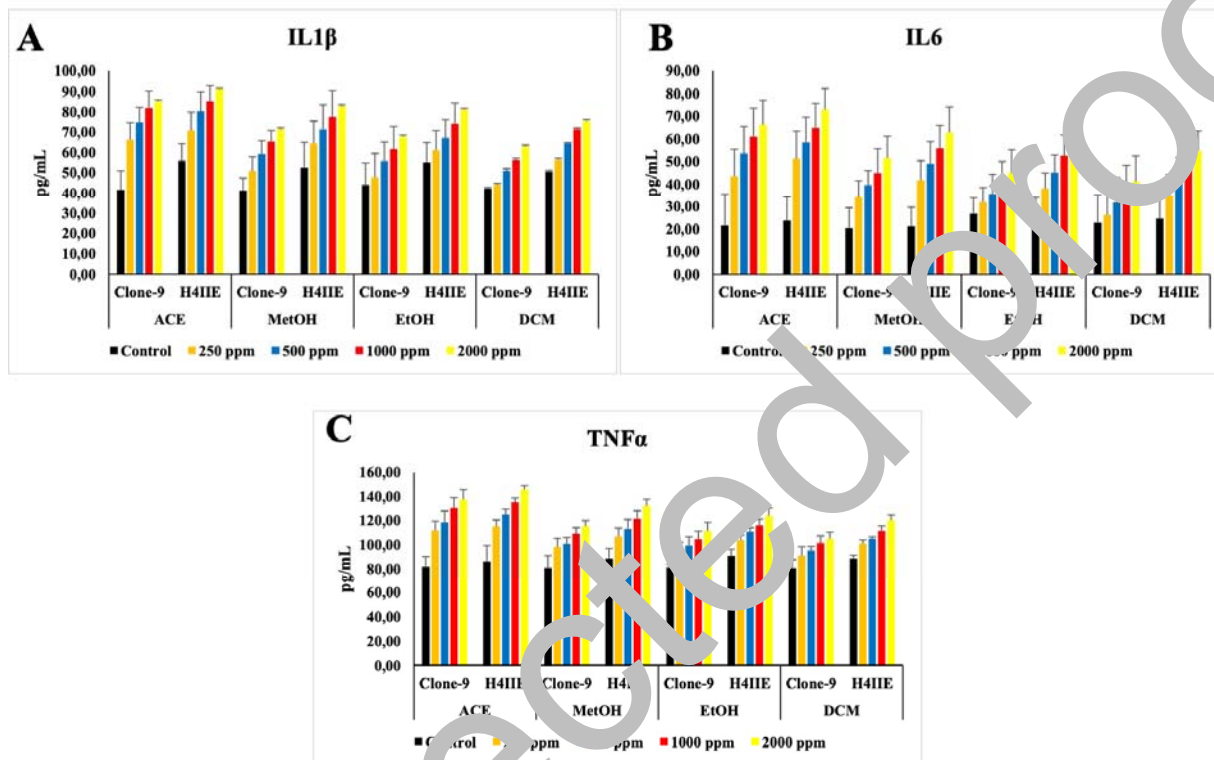 A
IL1β
100,00
90,00
80,00
70,00
60,00
50,00
40,00
30,00
20,00
10,00
0,00
pg/mL
Clone-9 H4IIE Clone-9 H4IIE Clone-9 H4IIE Clone-9 H4IIE
ACE MetOH EtOH DCM
Control 250 ppm 500 ppm 1000 ppm 2000 ppm
B
IL6
90,00
80,00
70,00
60,00
50,00
40,00
30,00
20,00
10,00
0,00
pg/mL
Clone-9 H4IIE Clone-9 Clone-9 H4IIE Clone-9 H4IIE
ACE DCM
250 ppm 500 ppm 2000 ppm
C
TNFα
160,00
140,00
120,00
100,00
80,00
60,00
40,00
20,00
0,00
pg/mL
Clone-9 H4IIE Clone-9 Clone-9 H4IIE Clone-9 H4IIE
ACE MetOH EtOH DCM
ppm ppm 1000 ppm 2000 ppm
ected proo